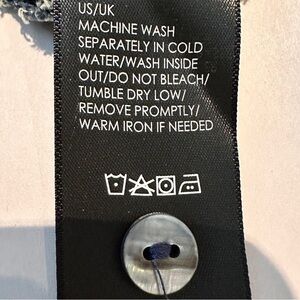 US/UK
MACHINE WASH
SEPARATELY IN COLD
WATER/WASH INSIDE
OUT/DO NOT BLEACH/
TUMBLE DRY LOW/
REMOVE PROMPTLY/
WARM IRON IF NEEDED